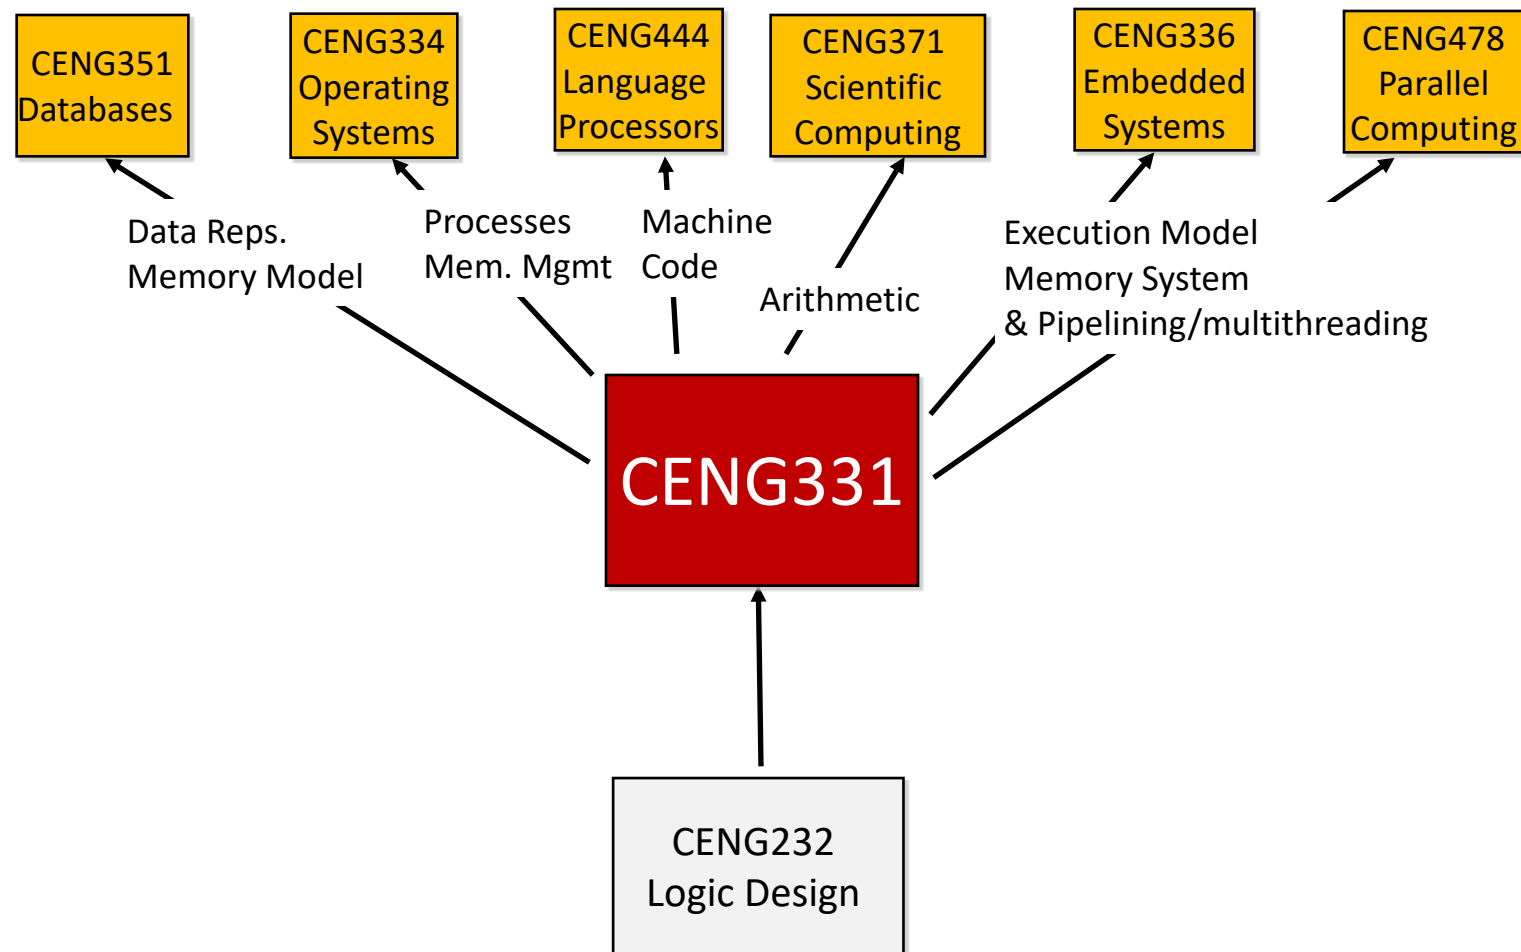 CENG351
Databases
CENG334
Operating
Systems
CENG444
Language
Processors
CENG371
Scientific
Computing
CENG336
Embedded
Systems
CENG478
Parallel
Computing
Data Reps.
Memory Model
Processes
Mem. Mgmt
Machine
Code
Arithmetic
Execution Model
Memory System
& Pipelining/multithreading
CENG331
CENG232
Logic Design